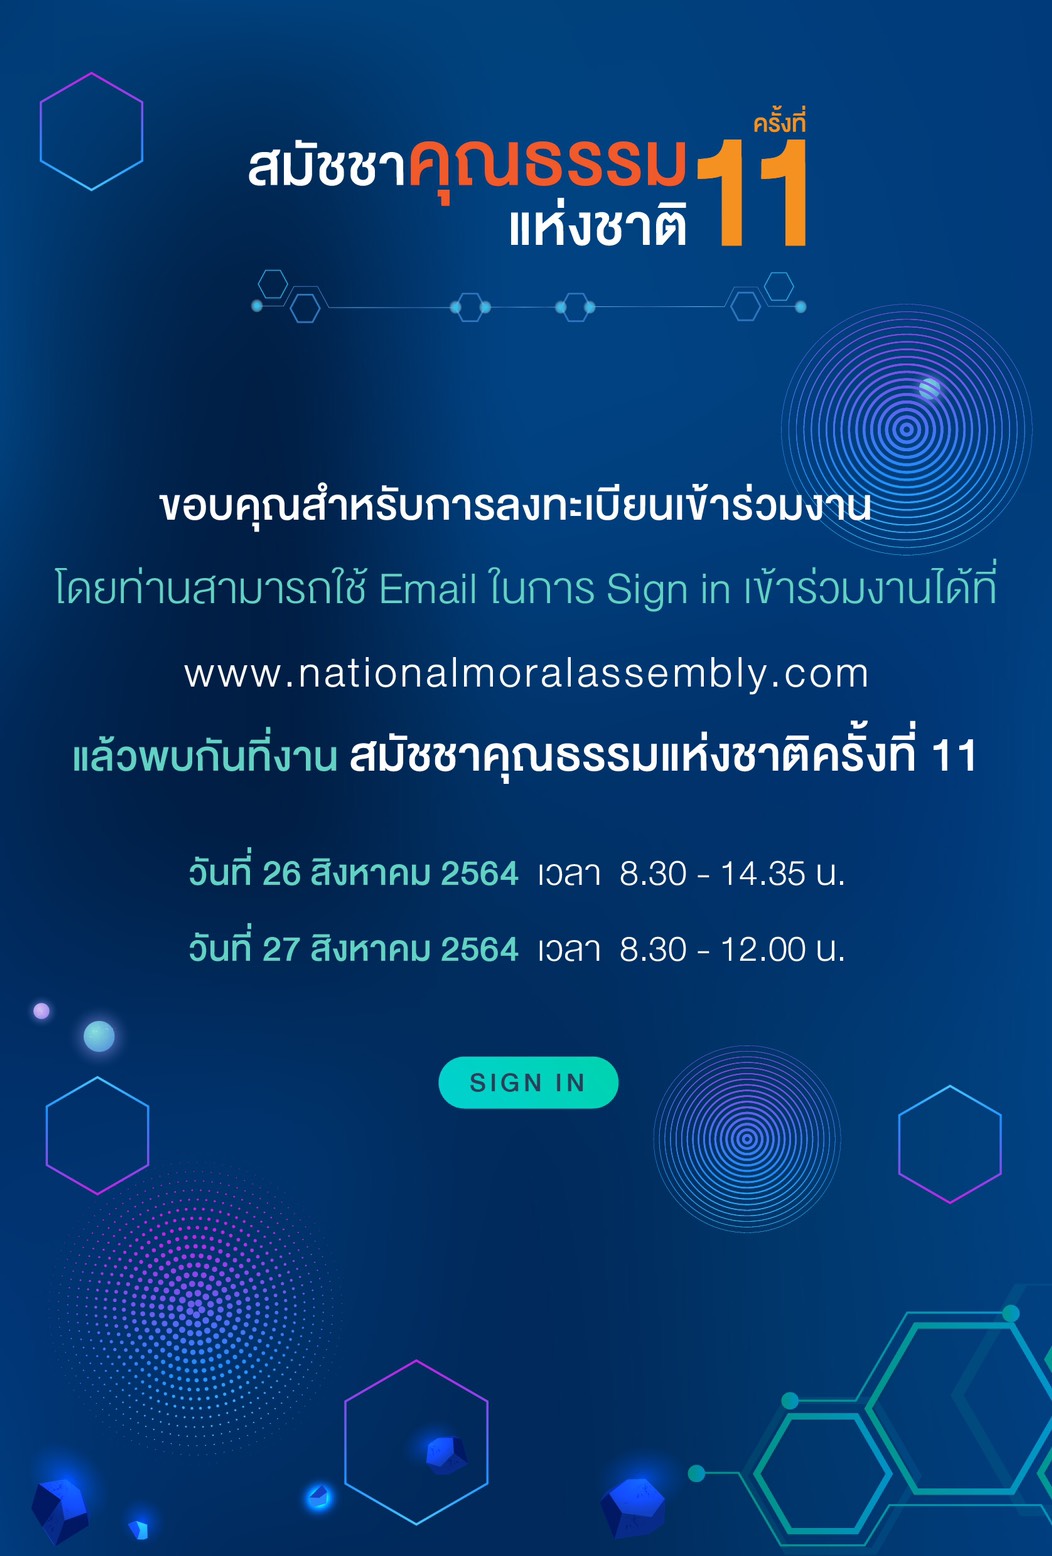 ครั้งที่
สมัชชาคุณธรรม 11
แห่งชาติ
ขอบคุณสำหรับการลงทะเบียนเข้าร่วมงาน
โดยท่านสามารถใช้ Email ในการ Sign in เข้าร่วมงานได้ที่
www.nationalmoralassembly.com
แล้วพบกันที่งาน สมัชชาคุณธรรมแห่งชาติครั้งที่ 11
วันที่ 26 สิงหาคม 2564 เวลา 8.30 - 14.35 น.
วันที่ 27 สิงหาคม 2564 เวลา 8.30 - 12.00 น.
SIGN IN